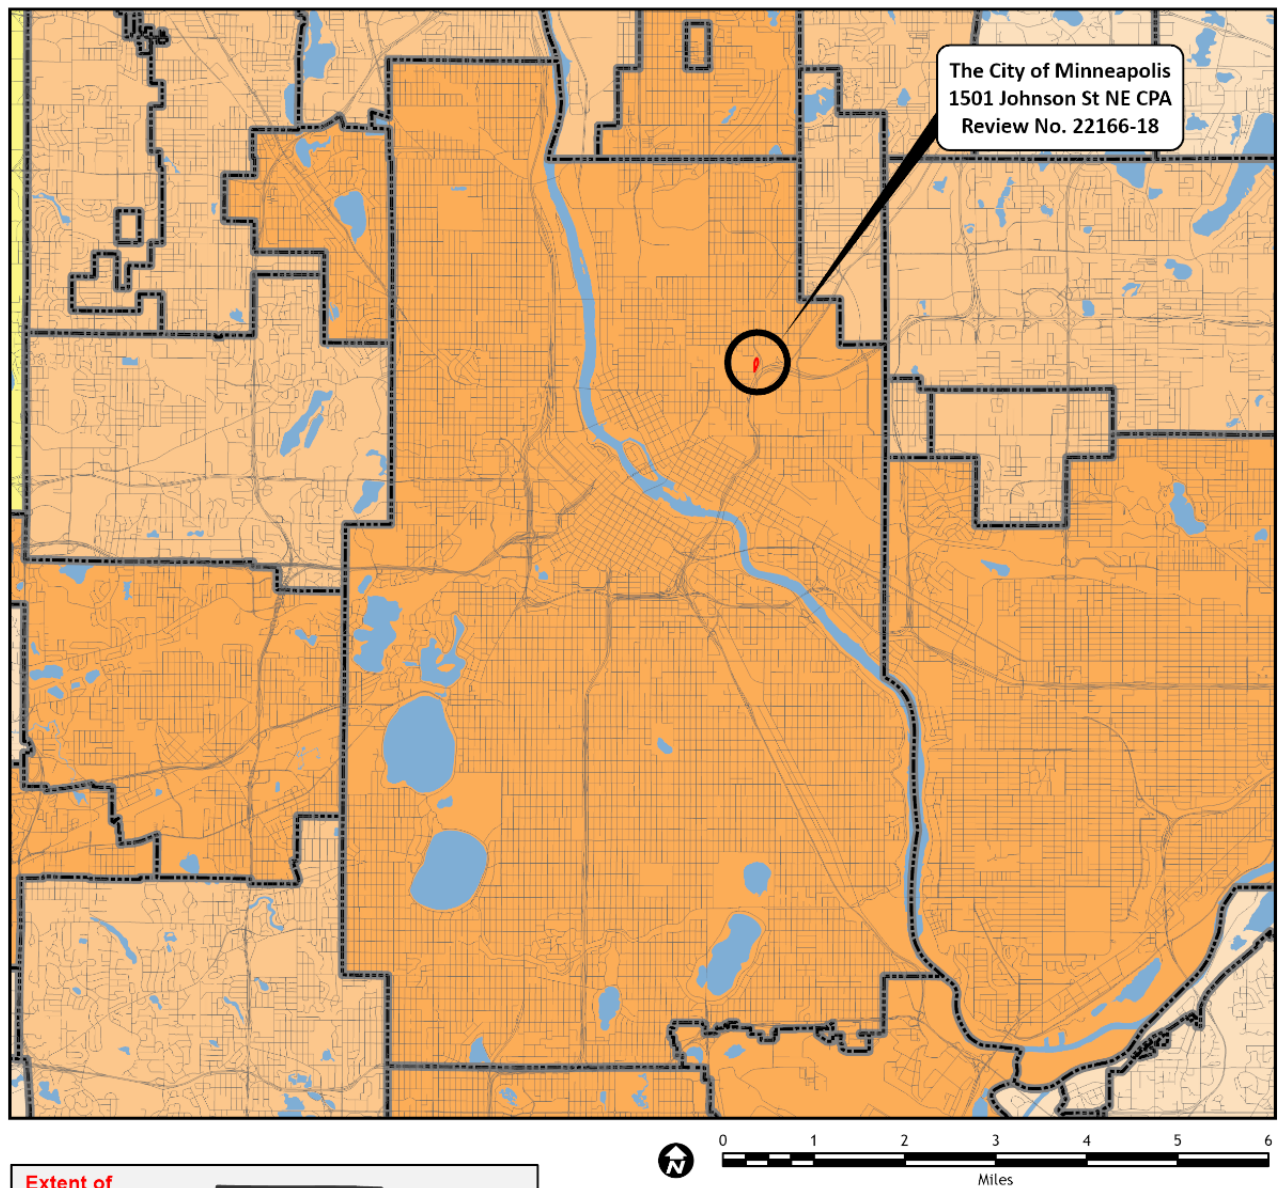 The City of Minneapolis
1501 Johnson St NE CPA
Review No. 22166-18
N
0 1 2 3 4 5 6
Miles
Extent of